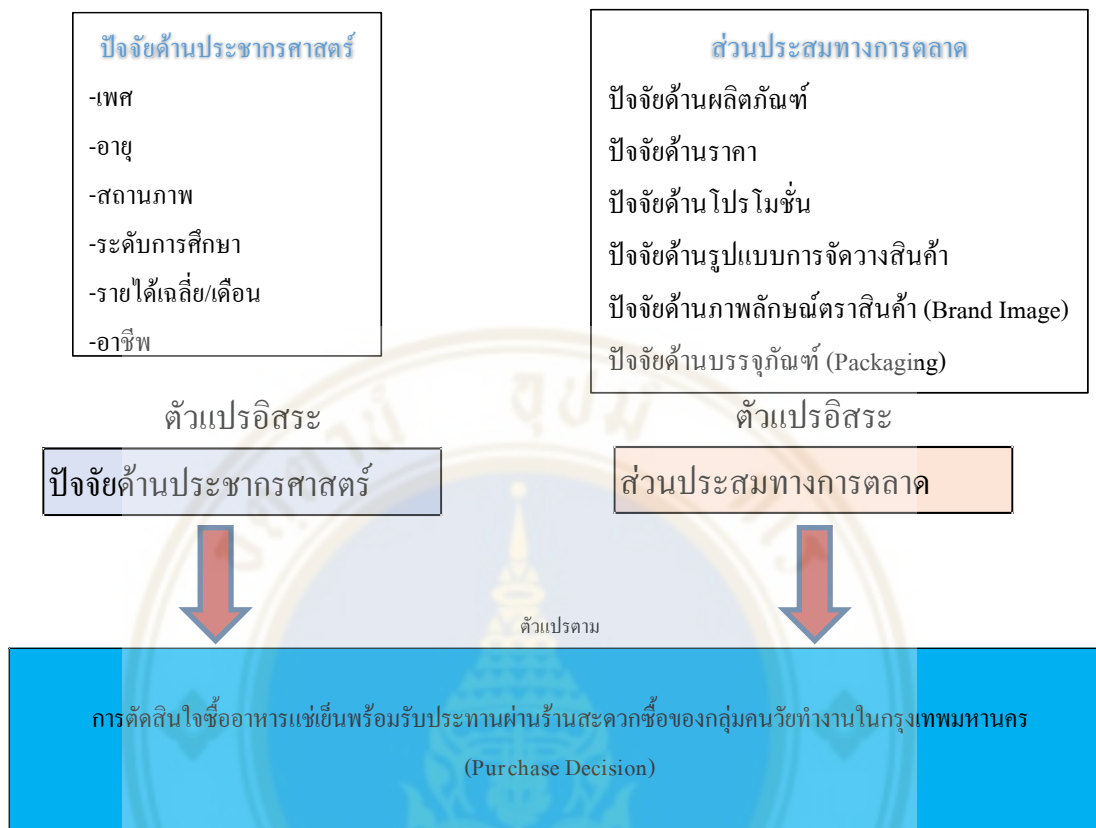 ปัจจัยด้านประชากรศาสตร์
-เพศ
-อายุ
-สถานภาพ
-ระดับการศึกษา
-รายได้เฉลี่ย/เดือน
-อาชีพ
ส่วนประสมทางการตลาด
ปัจจัยด้านผลิตภัณฑ์
ปัจจัยด้านราคา
ปัจจัยด้านโปรโมชั่น
ปัจจัยด้านรูปแบบการจัดวางสินค้า
ปัจจัยด้านภาพลักษณ์ตราสินค้า (Brand Image)
ปัจจัยด้านบรรจุภัณฑ์ (Packaging)
ตัวแปรอิสระ
ปัจจัยด้านประชากรศาสตร์
ตัวแปรอิสระ
ส่วนประสมทางการตลาด
ตัวแปรตาม
การตัดสินใจซื้ออาหารแช่เย็นพร้อมรับประทานผ่านร้านสะดวกซื้อของกลุ่มคนวัยทำงานในกรุงเทพมหานคร
(Purchase Decision)